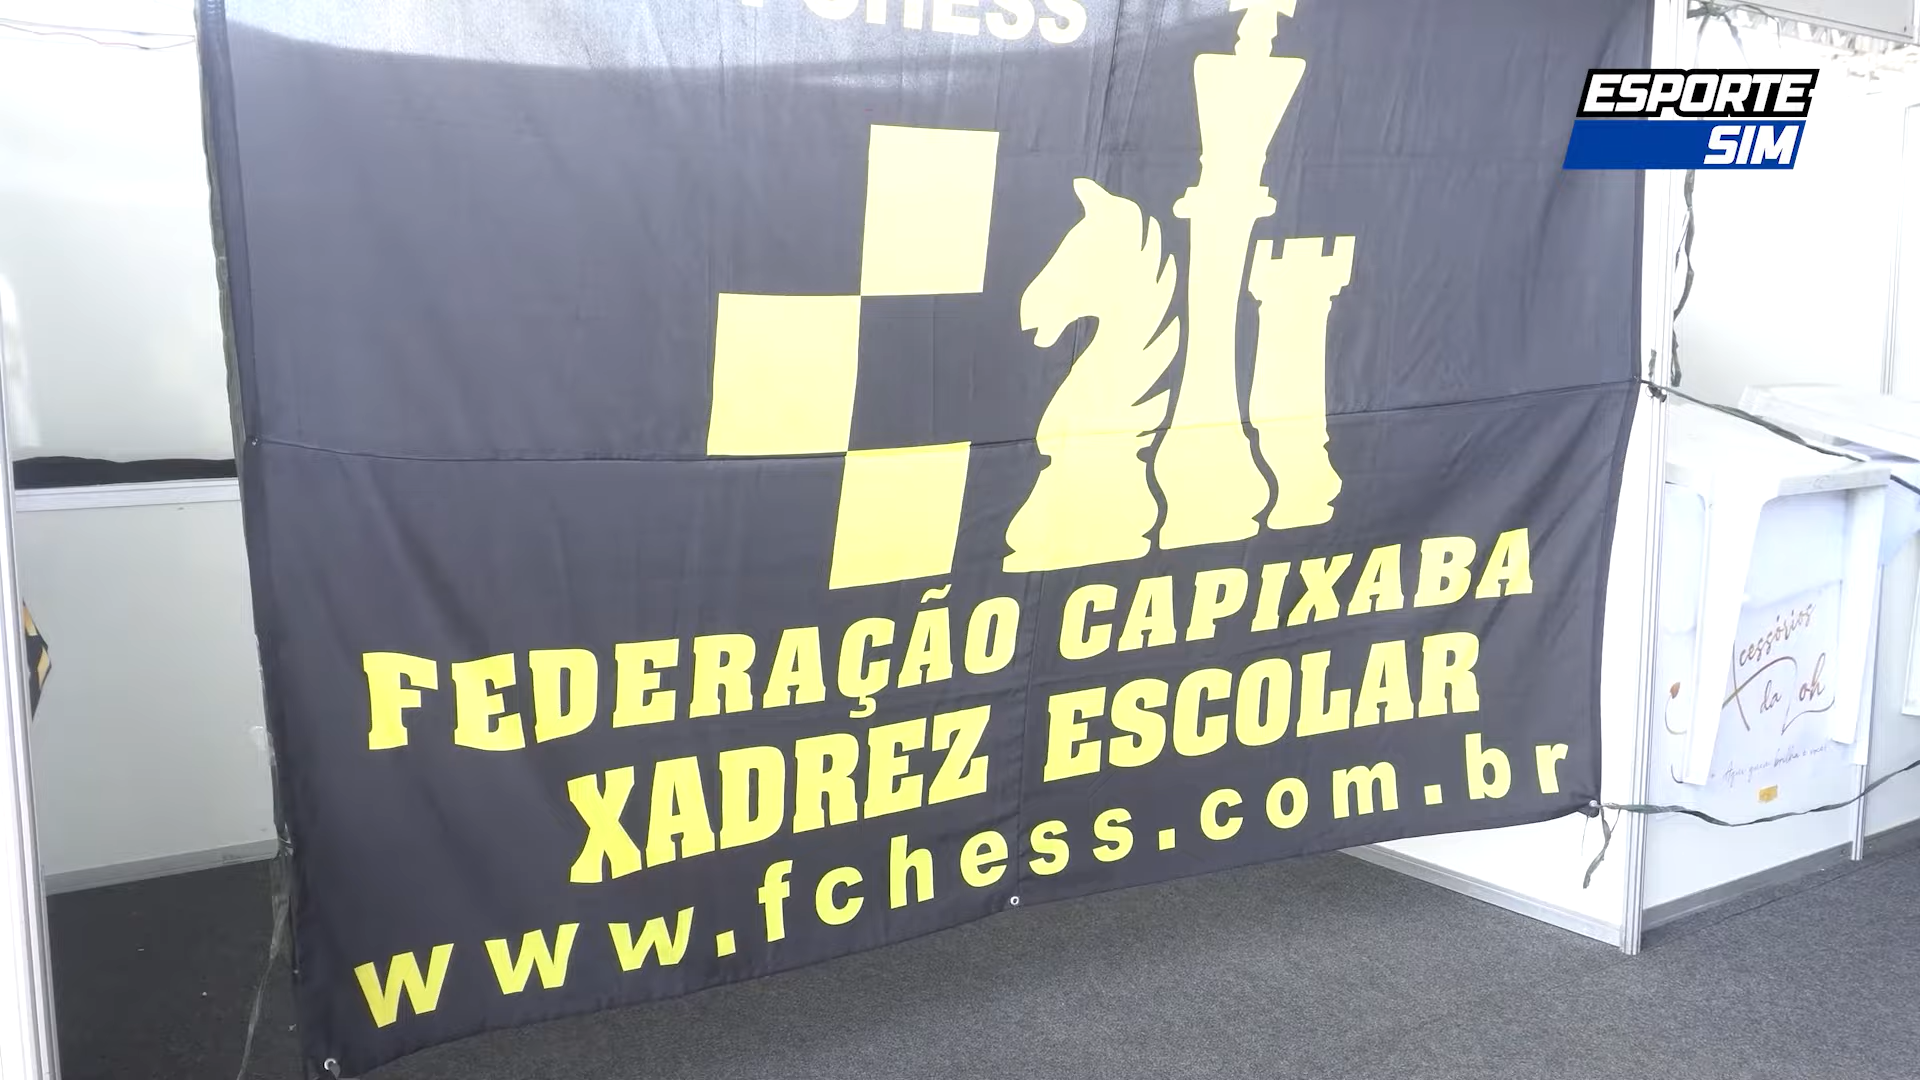 FCHESS
ESPORTE
SIM
FEDERAÇÃO CAPIXABA
XADREZ ESCOLAR
www.fchess.com.br
Acessórios
da Loh